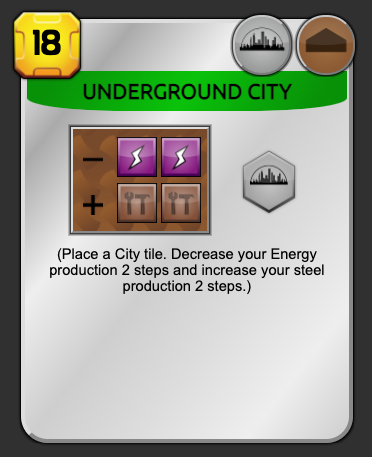 18
UNDERGROUND CITY
−
+
(Place a City tile. Decrease your Energy
production 2 steps and increase your steel
production 2 steps.)